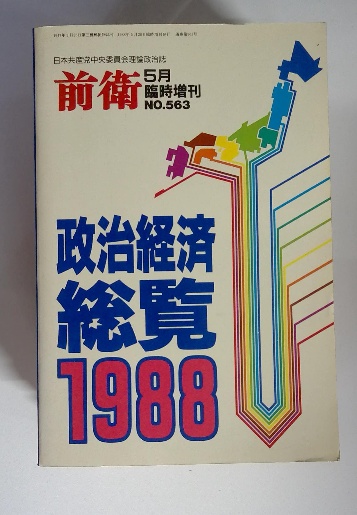 日本共産党中央委員会理論政治誌
前衛
5月
臨時増刊
NO.563
政治経済
総覧
1988